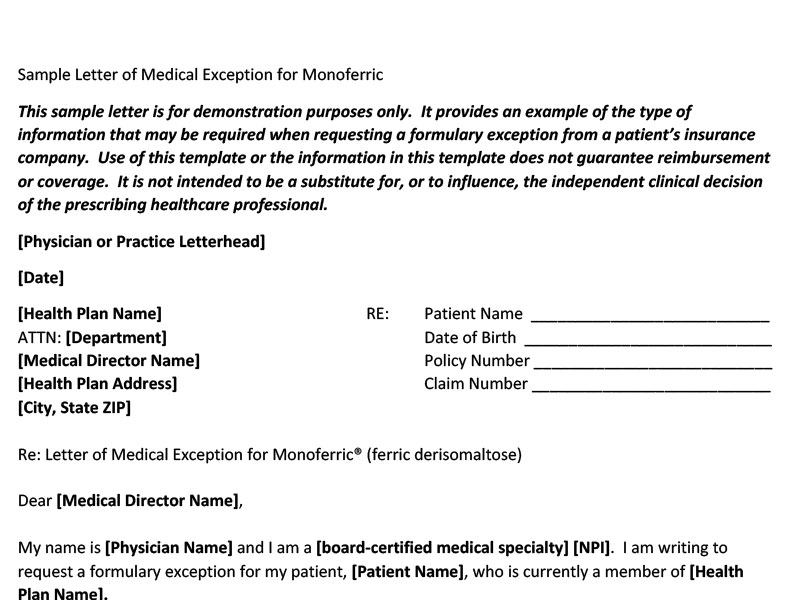 Sample Letter of Medical Exception for Monoferric
This sample letter is for demonstration purposes only.  It provides an example of the type of
information that may be required when requesting a formulary exception from a patient’s insurance
company.  Use of this template or the information in this template does not guarantee reimbursement
or coverage.  It is not intended to be a substitute for, or to influence, the independent clinical decision
of the prescribing healthcare professional.
[Physician or Practice Letterhead]
[Date]
[Health Plan Name] RE: Patient Name ___________________________
ATTN: [Department] Date of Birth ____________________________
[Medical Director Name] Policy Number ___________________________
[Health Plan Address] Claim Number ___________________________
[City, State ZIP]
Re: Letter of Medical Exception for Monoferric® (ferric derisomaltose)
Dear [Medical Director Name],
My name is [Physician Name] and I am a [board-certified medical specialty] [NPI].  I am writing to
request a formulary exception for my patient, [Patient Name], who is currently a member of [Health
Plan Name].